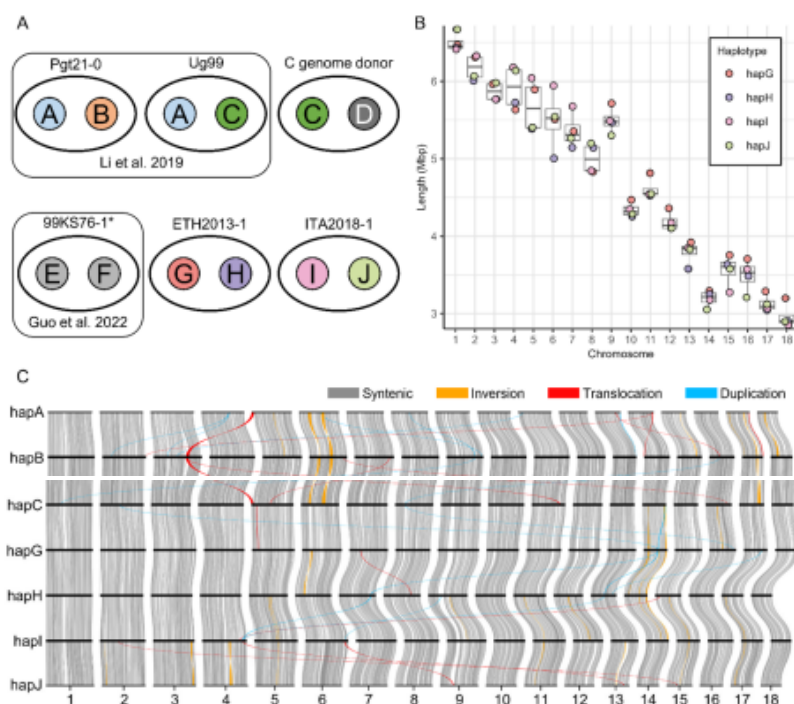 A
Pgt21-0 Ug99 C genome donor
A B A C C D
Li et al. 2019
99KS76-1* ETH2013-1 ITA2018-1
E F G H I J
Guo et al. 2022
B
Length (Mbp)
6
5
4
3
Haplotype
hapG
hapH
hapI
hapJ
1 2 3 4 5 6 7 8 9 10 11 12 13 14 15 16 17 18
Chromosome
C
Syntenic Inversion Translocation Duplication
hapA
hapB
hapC
hapG
hapH
hapI
hapJ
1 2 3 4 5 6 7 8 9 10 11 12 13 14 15 16 17 18